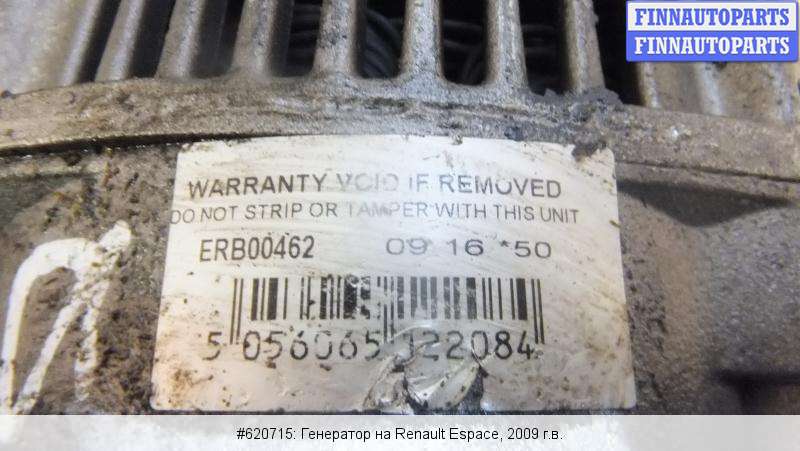 FINNAUTOPARTS
FINNAUTOPARTS
WARRANTY VOID IF REMOVED
DO NOT STRIP OR TAMPER WITH THIS UNIT
ERB00462 09 16 *50
5 056065 122084
#620715: Генератор на Renault Espace, 2009 г.в.